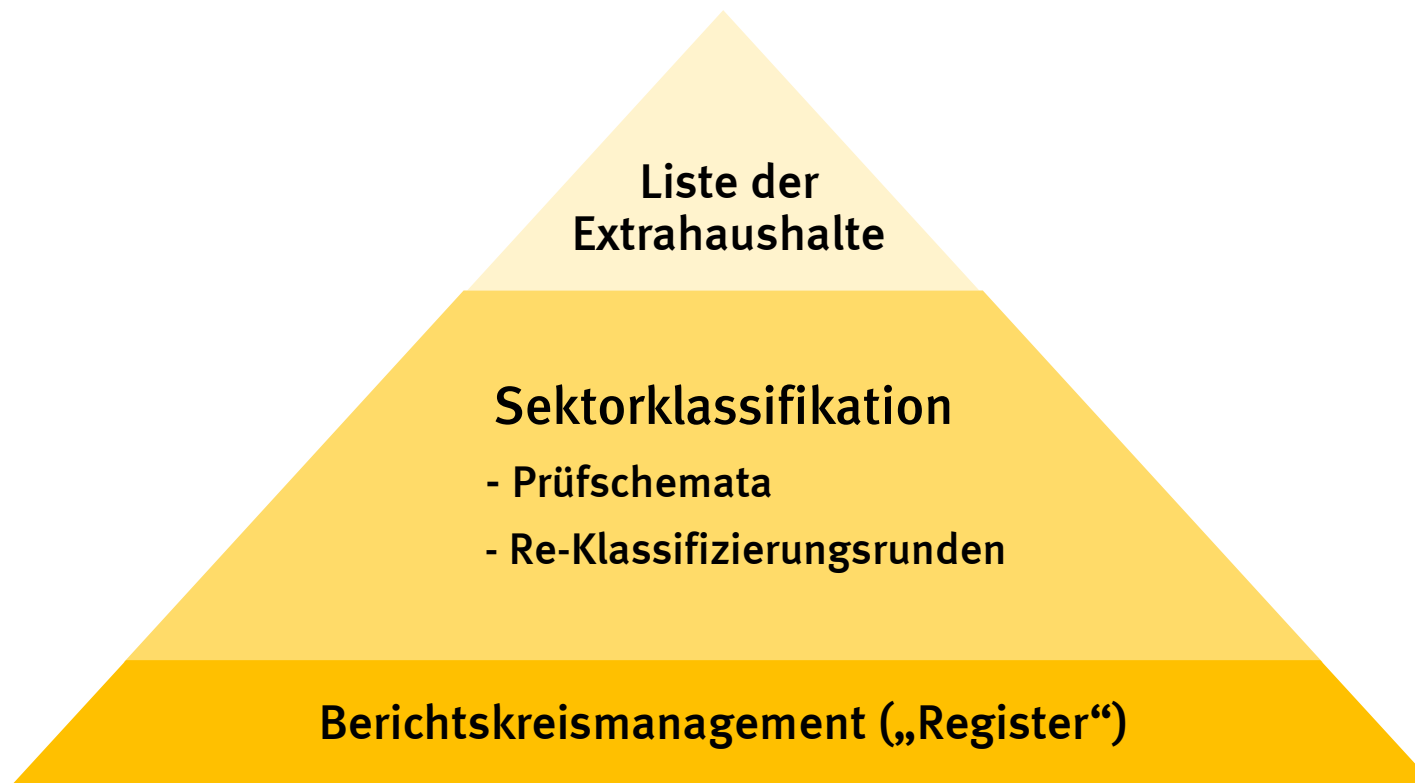 Liste der
Extrahaushalte
Sektorklassifikation
- Prüfschemata
- Re-Klassifizierungsrunden
Berichtskreismanagement („Register“)